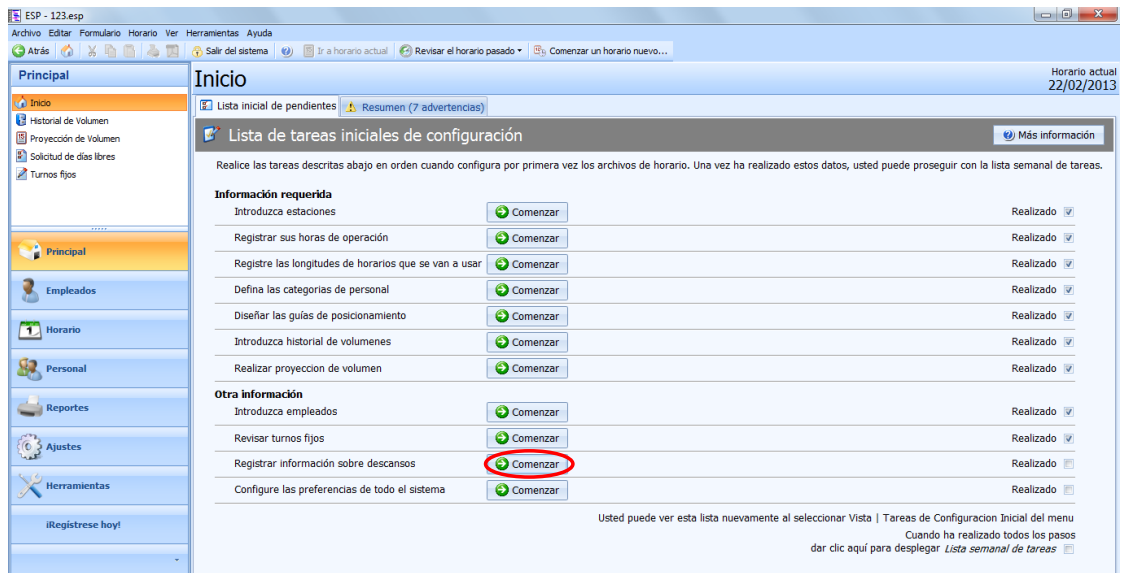 ESP - 123.esp
Archivo Editar Formulario Horario Ver Herramientas Ayuda
Atrás Salir del sistema Ir a horario actual Revisar el horario pasado Comenzar un horario nuevo...
Principal
Inicio
Historial de Volumen
Proyección de Volumen
Solicitud de días libres
Turnos fijos
Principal
Empleados
Horario
Personal
Reportes
Ajustes
Herramientas
¡Regístrese hoy!
Inicio
Horario actual
22/02/2013
Lista inicial de pendientes Resumen (7 advertencias)
Lista de tareas iniciales de configuración Más información
Realice las tareas descritas abajo en orden cuando configura por primera vez los archivos de horario. Una vez ha realizado estos datos, usted puede proseguir con la lista semanal de tareas.
Información requerida
Introduzca estaciones Comenzar Realizado
Registrar sus horas de operación Comenzar Realizado
Registre las longitudes de horarios que se van a usar Comenzar Realizado
Defina las categorias de personal Comenzar Realizado
Diseñar las guías de posicionamiento Comenzar Realizado
Introduzca historial de volumenes Comenzar Realizado
Realizar proyeccion de volumen Comenzar Realizado
Otra información
Introduzca empleados Comenzar Realizado
Revisar turnos fijos Comenzar Realizado
Registrar información sobre descansos Comenzar Realizado
Configure las preferencias de todo el sistema Comenzar Realizado
Usted puede ver esta lista nuevamente al seleccionar Vista | Tareas de Configuracion Inicial del menu
Cuando ha realizado todos los pasos
dar clic aquí para desplegar Lista semanal de tareas